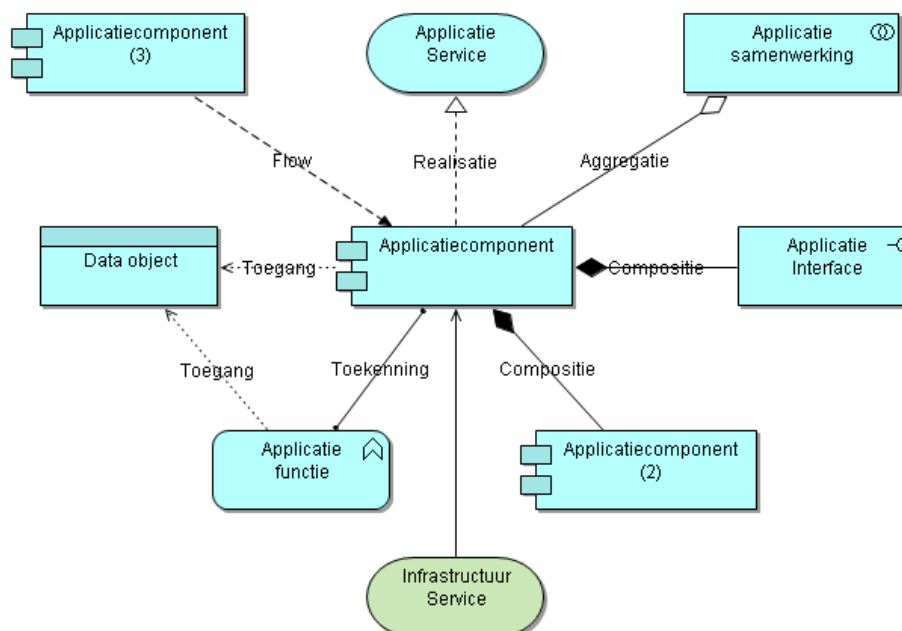 Applicatiecomponent
(3)
Applicatie
Service
Applicatie
samenwerking
Flow
Realisatie
Aggregatie
Data object
Toegang
Applicatiecomponent
Compositie
Applicatie
Interface
Toegang
Toekenning
Compositie
Applicatie
functie
Applicatiecomponent
(2)
Infrastructuur
Service